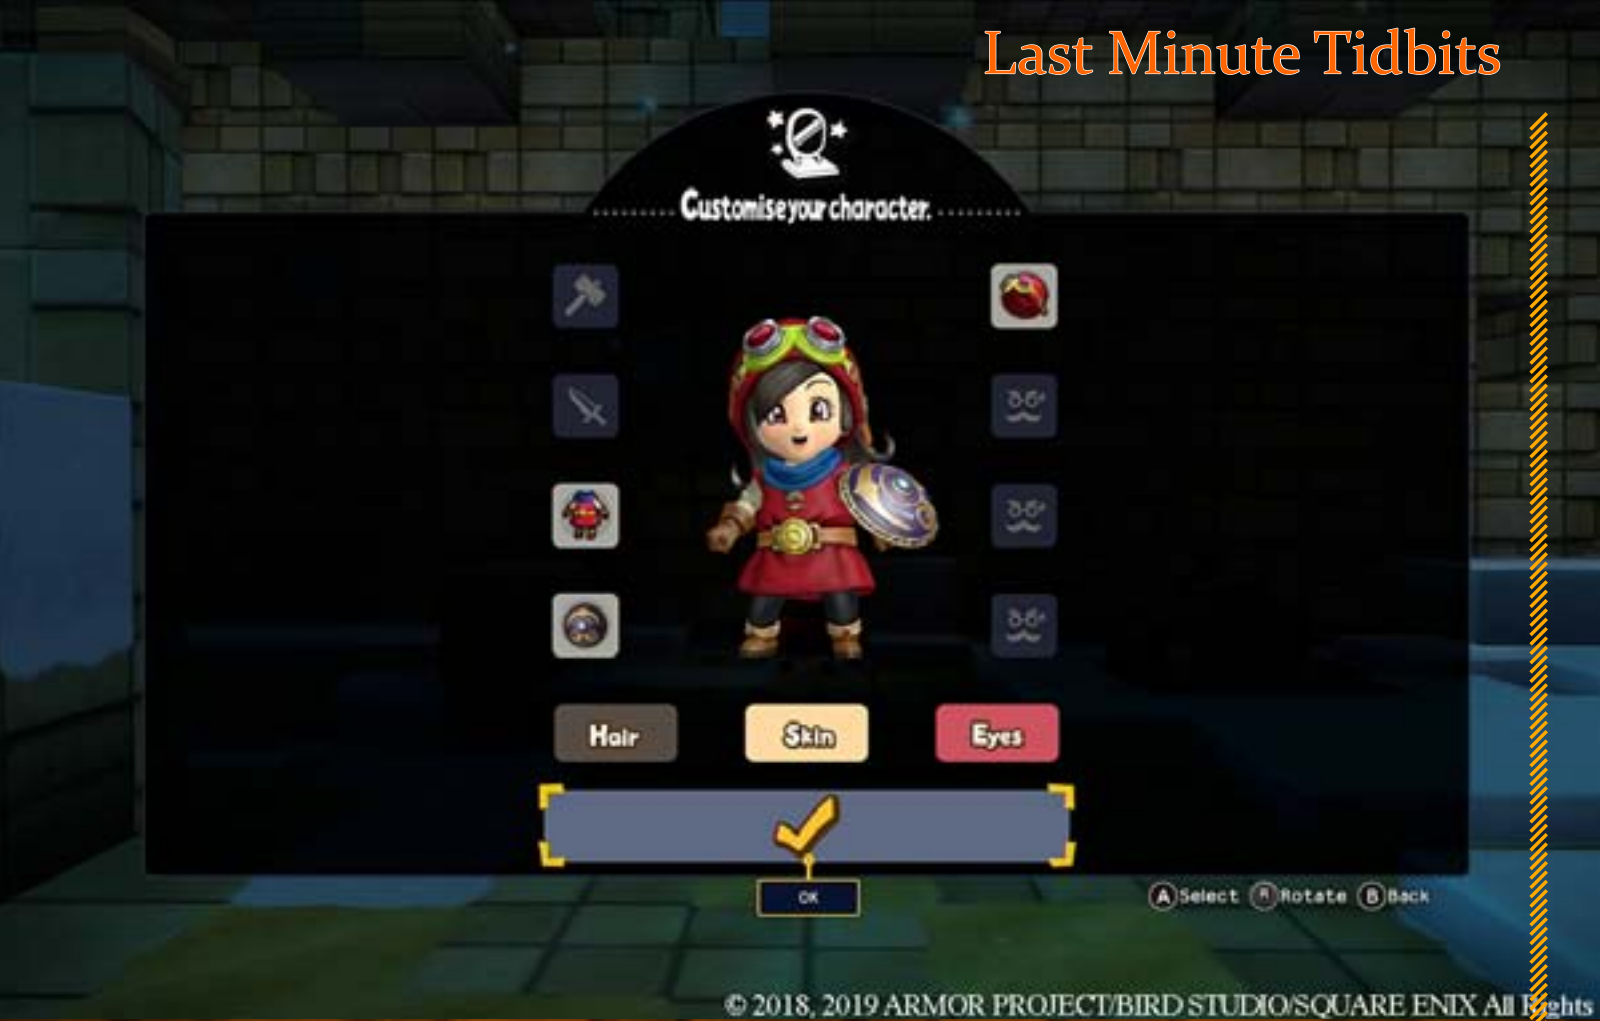 Last Minute Tidbits
Customise your character.
Hair
Skin
Eyes
OK
A Select R Rotate B Back
© 2018, 2019 ARMOR PROJECT/BIRD STUDIO/SQUARE ENIX All Rights